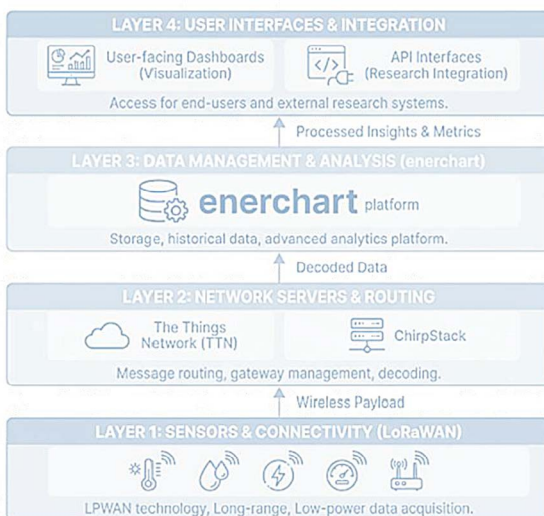 LAYER 4: USER INTERFACES & INTEGRATION
User-facing Dashboards
(Visualization)
</>
API Interfaces
(Research Integration)
Access for end-users and external research systems.
Processed Insights & Metrics
LAYER 3: DATA MANAGEMENT & ANALYSIS (enerchart)
enerchart platform
Storage, historical data, advanced analytics platform.
Decoded Data
LAYER 2: NETWORK SERVERS & ROUTING
The Things
Network (TTN)
ChirpStack
Message routing, gateway management, decoding.
Wireless Payload
LAYER 1: SENSORS & CONNECTIVITY (LoRaWAN)
LPWAN technology, Long-range, Low-power data acquisition.